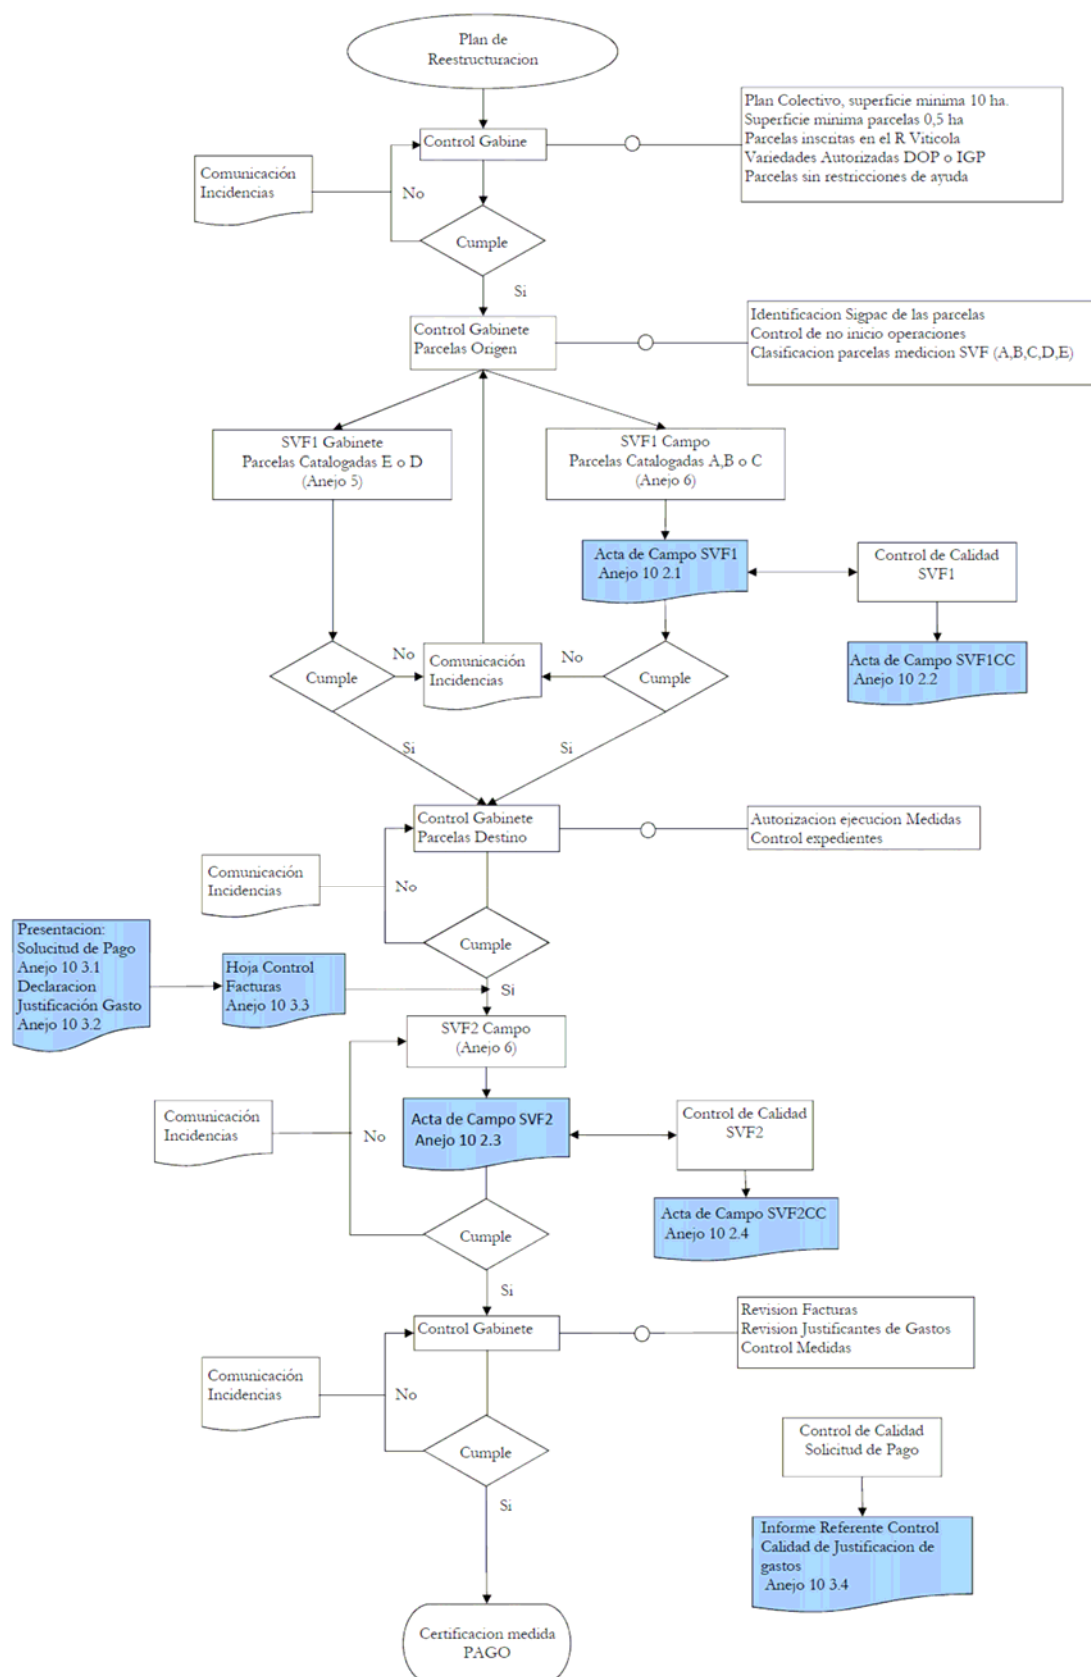 Plan de
Reestructuracion
Plan Colectivo, superficie minima 10 ha.
Superficie minima parcelas 0,5 ha
Parcelas inscritas en el R Viticola
Variedades Autorizadas DOP o IGP
Parcelas sin restricciones de ayuda
Control Gabine
Comunicación
Incidencias
No
Cumple
Si
Control Gabinete
Parcelas Origen
Identificacion Sigpac de las parcelas
Control de no inicio operaciones
Clasificacion parcelas medicion SVF (A,B,C,D,E)
SVF1 Gabinete
Parcelas Catalogadas E o D
(Anejo 5)
SVF1 Campo
Parcelas Catalogadas A,B o C
(Anejo 6)
Acta de Campo SVF1
Anejo 10 2.1
Control de Calidad
SVF1
Acta de Campo SVF1CC
Anejo 10 2.2
Cumple
No
Comunicación
Incidencias
No
Cumple
Si
Si
Control Gabinete
Parcelas Destino
Autorizacion ejecucion Medidas
Control expedientes
Comunicación
Incidencias
No
Cumple
Si
Presentacion:
Solucitud de Pago
Anejo 10 3.1
Declaracion
Justificación Gasto
Anejo 10 3.2
Hoja Control
Facturas
Anejo 10 3.3
SVF2 Campo
(Anejo 6)
Comunicación
Incidencias
No
Acta de Campo SVF2
Anejo 10 2.3
Control de Calidad
SVF2
Acta de Campo SVF2CC
Anejo 10 2.4
Cumple
Si
Control Gabinete
Revision Facturas
Revision Justificantes de Gastos
Control Medidas
Comunicación
Incidencias
No
Cumple
Si
Control de Calidad
Solicitud de Pago
Informe Referente Control
Calidad de Justificacion de
gastos
Anejo 10 3.4
Certificacion medida
PAGO